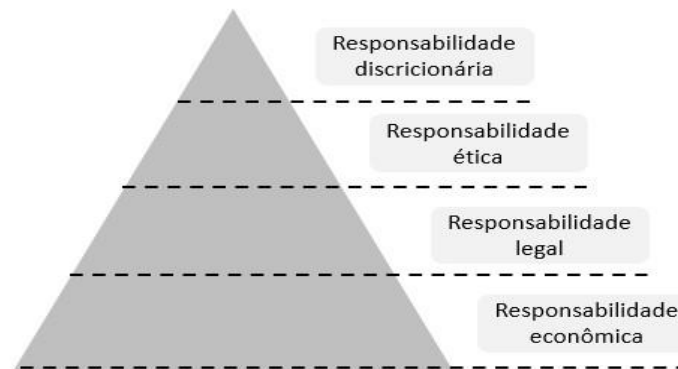 Responsabilidade
discricionária
Responsabilidade
ética
Responsabilidade
legal
Responsabilidade
econômica